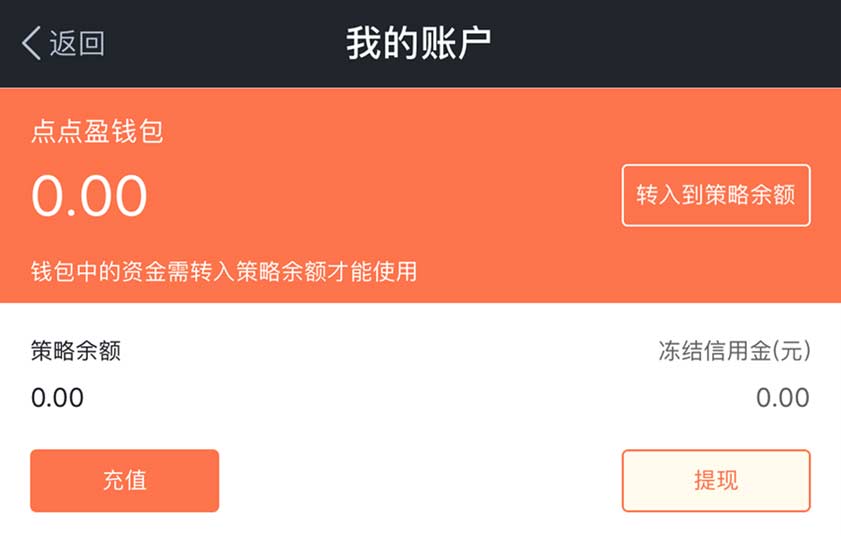 返回
我的账户
点点盈钱包
0.00
转入到策略余额
钱包中的资金需转入策略余额才能使用
策略余额
冻结信用金(元)
0.00
0.00
充值
提现